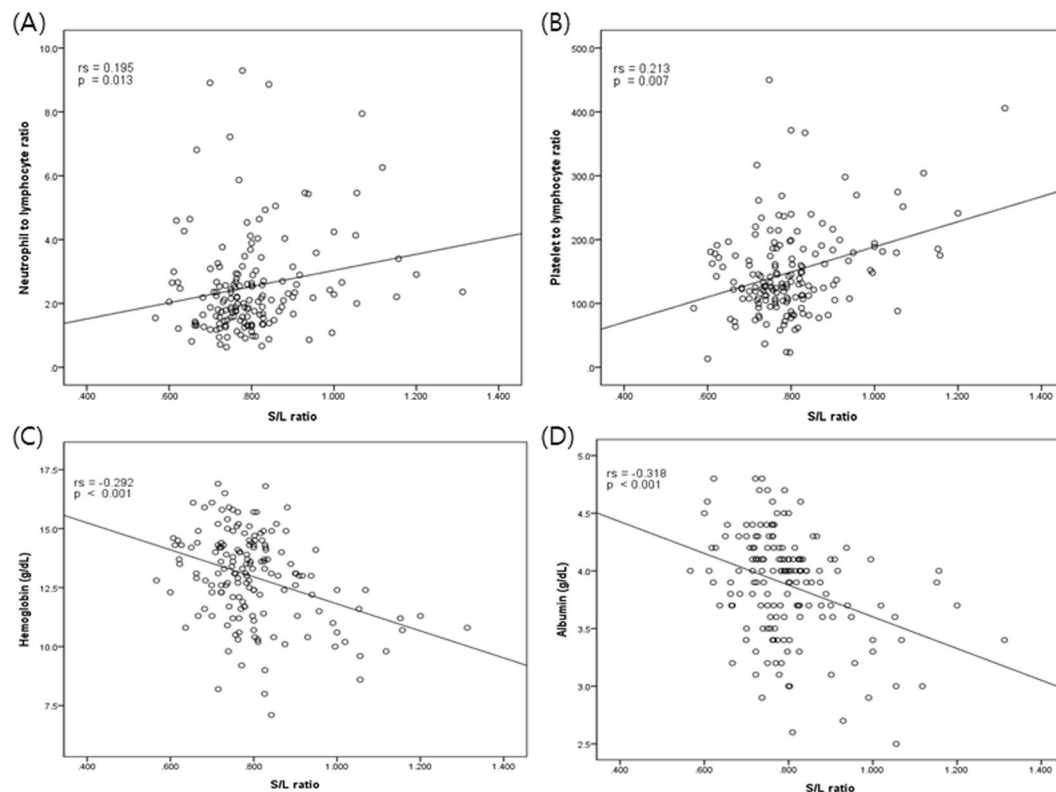 (A)
rs = 0.195
p = 0.013
Neutrophil to lymphocyte ratio
10.0
8.0
6.0
4.0
2.0
.0
.400 .600 .800 1.000 1.200 1.400
S/L ratio
(B)
rs = 0.213
p = 0.007
Platelet to lymphocyte ratio
500.0
400.0
300.0
200.0
100.0
.0
.400 .600 .800 1.000 1.200 1.400
S/L ratio
(C)
rs = -0.292
p < 0.001
Hemoglobin (g/dL)
17.5
15.0
12.5
10.0
7.5
.400 .600 .800 1.000 1.200 1.400
S/L ratio
(D)
rs = -0.318
p < 0.001
Albumin (g/dL)
5.0
4.5
4.0
3.5
3.0
2.5
.400 .600 .800 1.000 1.200 1.400
S/L ratio